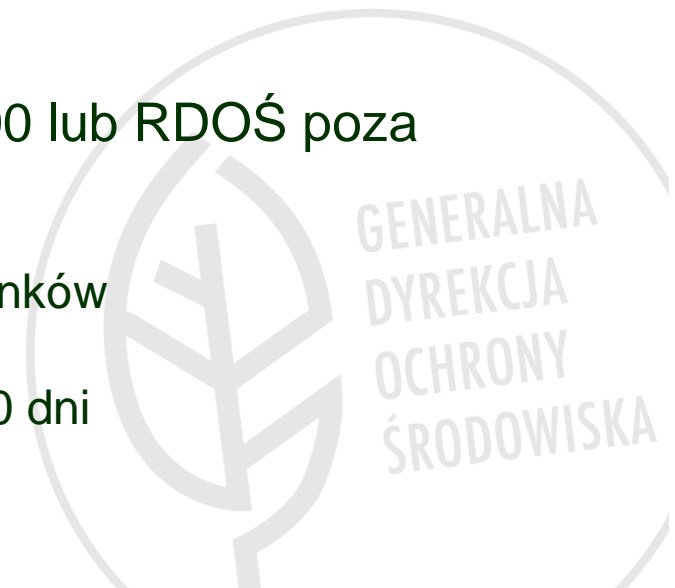 0 lub RDOŚ poza
GENERALNA
DYREKCJA
nków
OCHRONY
0 dni
ŚRODOWISKA